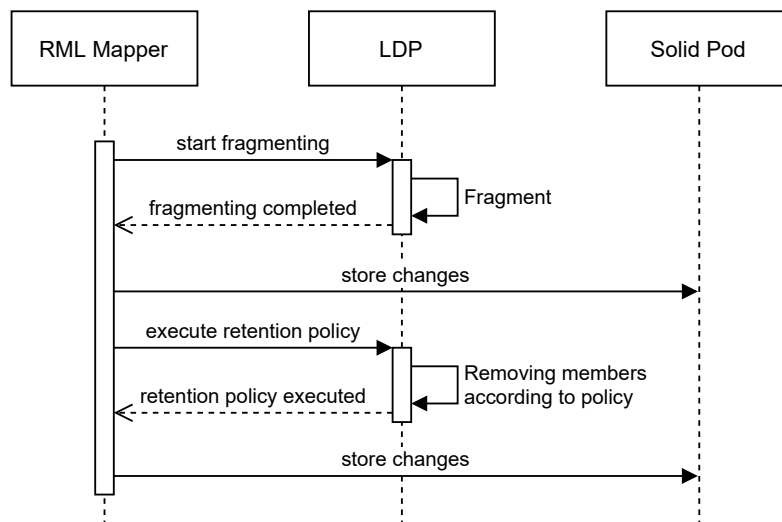 RML Mapper
LDP
Solid Pod
start fragmenting
Fragment
fragmenting completed
store changes
execute retention policy
Removing members
according to policy
retention policy executed
store changes